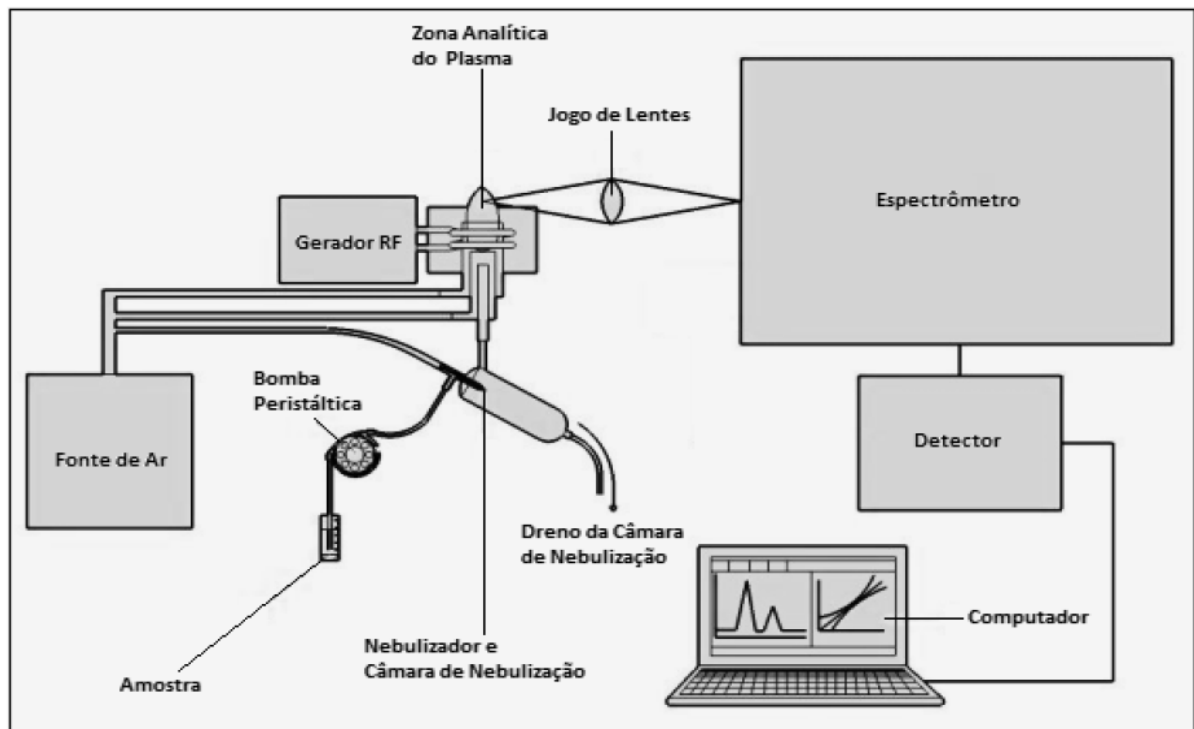 Zona Analítica
do Plasma
Jogo de Lentes
Espectrômetro
Gerador RF
Bomba
Peristáltica
Fonte de Ar
Detector
Dreno da Câmara
de Nebulização
Computador
Nebulizador e
Câmara de Nebulização
Amostra